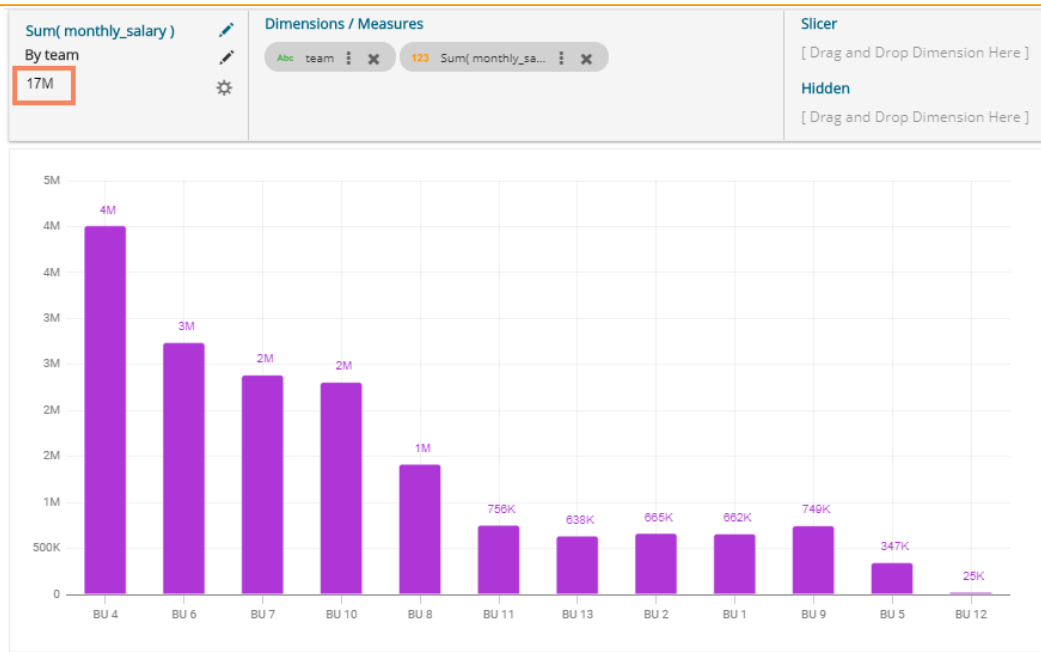 Sum( monthly_salary )
By team
17M
Dimensions / Measures
Abc team
123 Sum( monthly_sa...
Slicer
[ Drag and Drop Dimension Here ]
Hidden
[ Drag and Drop Dimension Here ]
5M
4M
4M
3M
3M
2M
2M
1M
500K
0
4M
3M
2M
2M
1M
756K
638K
665K
662K
749K
347K
25K
BU 4
BU 6
BU 7
BU 10
BU 8
BU 11
BU 13
BU 2
BU 1
BU 9
BU 5
BU 12